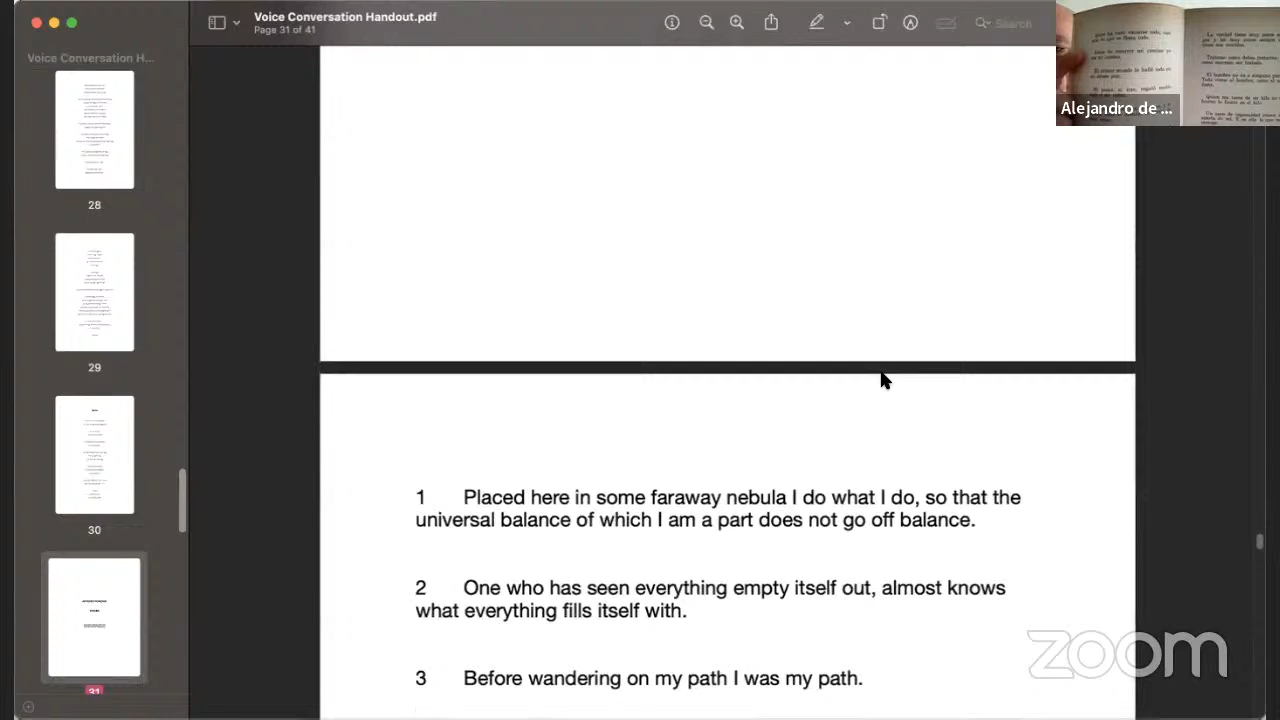 Voice Conversation Handout.pdf
Page 31 of 41
Search
Voice Conversation H...
28
29
30
31
Alejandro de ...
1 Placed here in some faraway nebula I do what I do, so that the
universal balance of which I am a part does not go off balance.
2 One who has seen everything empty itself out, almost knows
what everything fills itself with.
3 Before wandering on my path I was my path.
zoom